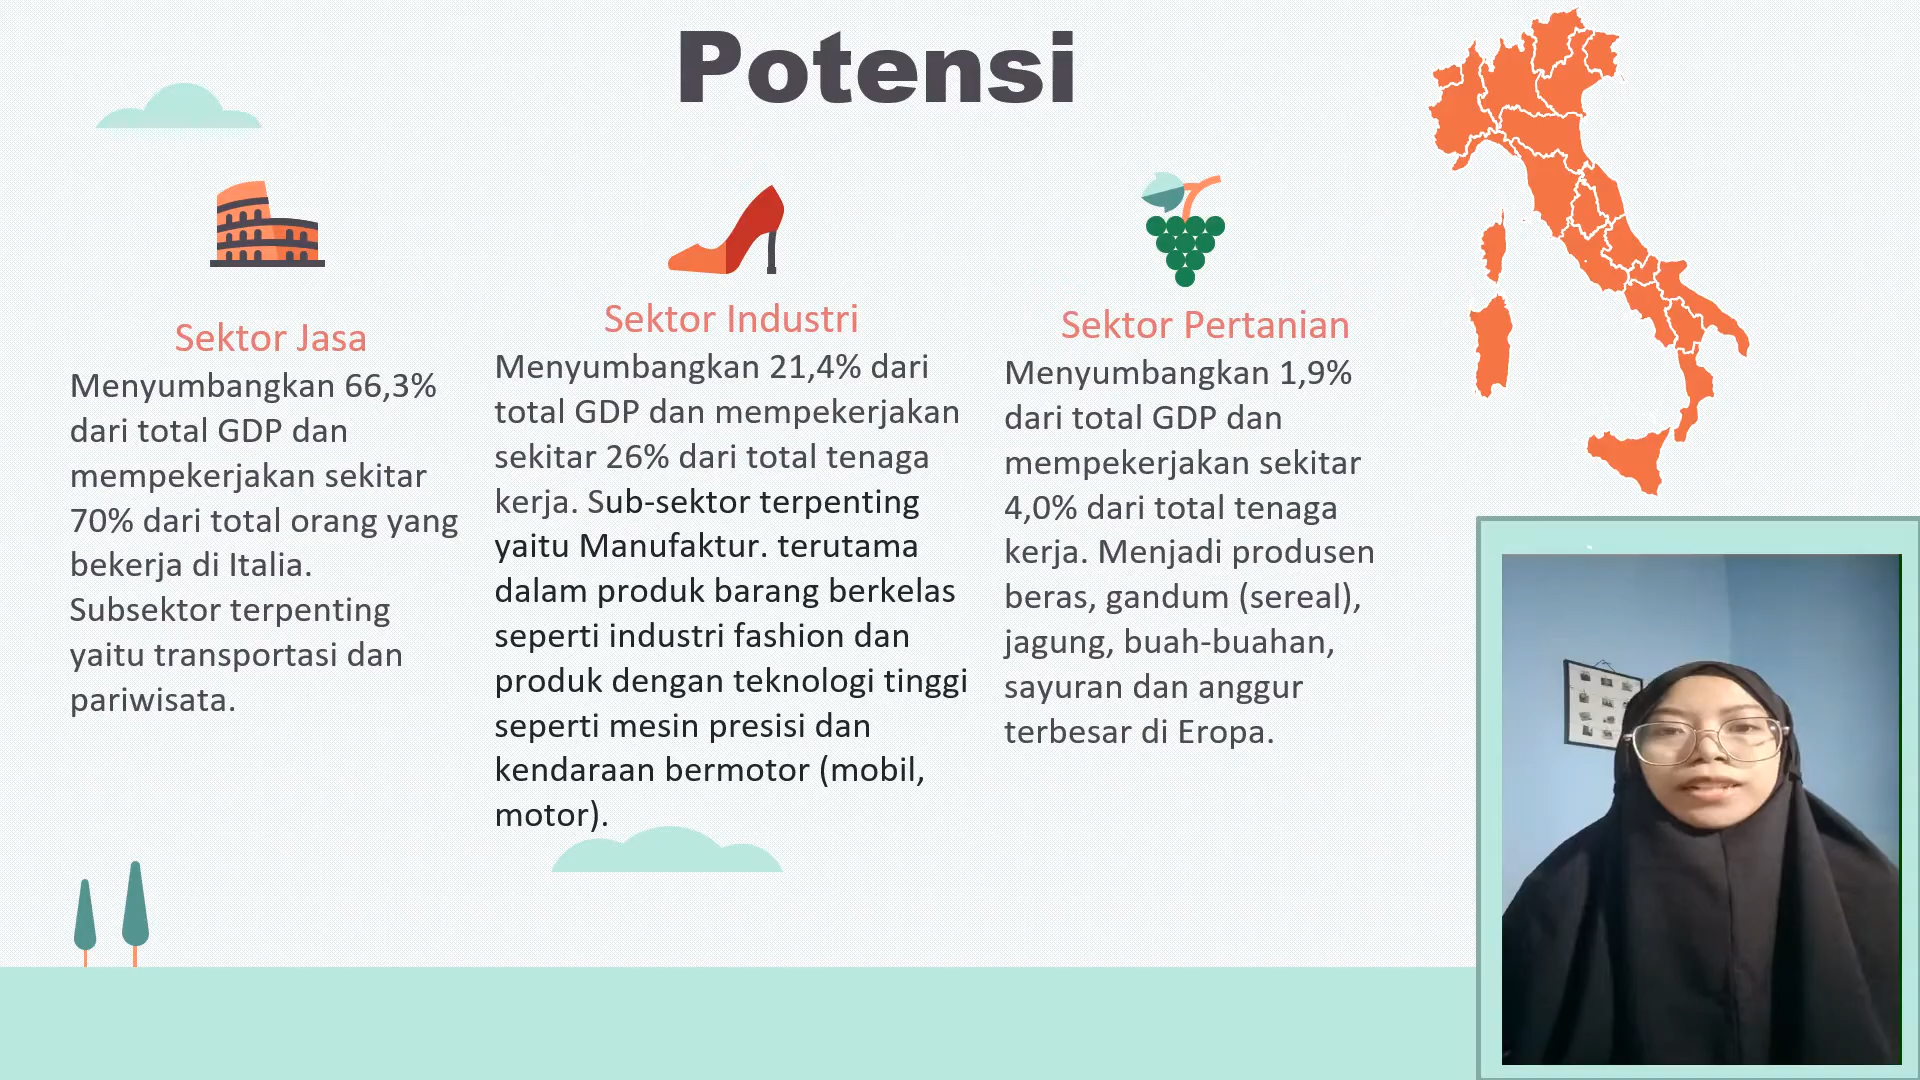 Potensi
Sektor Jasa
Menyumbangkan 66,3%
dari total GDP dan
mempekerjakan sekitar
70% dari total orang yang
bekerja di Italia.
Subsektor terpenting
yaitu transportasi dan
pariwisata.
Sektor Industri
Menyumbangkan 21,4% dari
total GDP dan mempekerjakan
sekitar 26% dari total tenaga
kerja. Sub-sektor terpenting
yaitu Manufaktur. terutama
dalam produk barang berkelas
seperti industri fashion dan
produk dengan teknologi tinggi
seperti mesin presisi dan
kendaraan bermotor (mobil,
motor).
Sektor Pertanian
Menyumbangkan 1,9%
dari total GDP dan
mempekerjakan sekitar
4,0% dari total tenaga
kerja. Menjadi produsen
beras, gandum (sereal),
jagung, buah-buahan,
sayuran dan anggur
terbesar di Eropa.